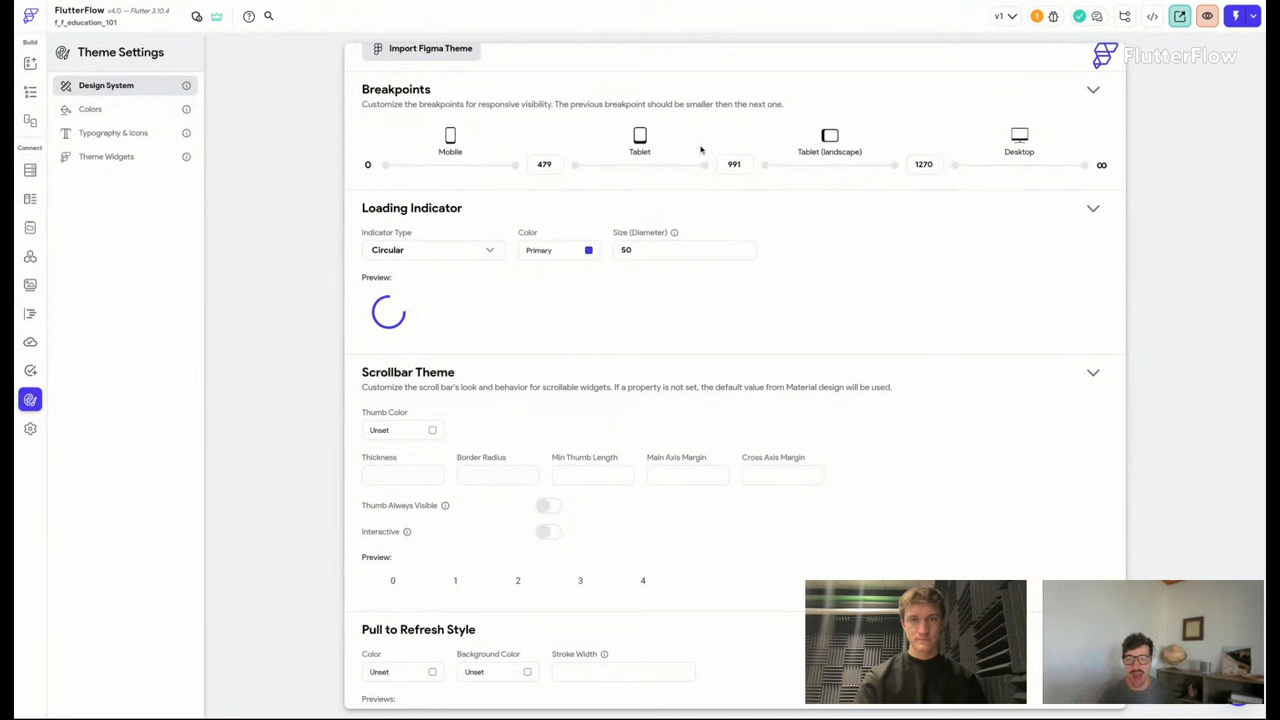 FlutterFlow v4.0 • Flutter 3.10.4
f_f_education_101
v1
1
Build
Connect
Theme Settings
Design System
Colors
Typography & Icons
Theme Widgets
Import Figma Theme
FlutterFlow
Breakpoints
Customize the breakpoints for responsive visibility. The previous breakpoint should be smaller then the next one.
Mobile
Tablet
Tablet (landscape)
Desktop
0
479
991
1270
∞
Loading Indicator
Indicator Type
Color
Size (Diameter)
Circular
Primary
50
Preview:
Scrollbar Theme
Customize the scroll bar's look and behavior for scrollable widgets. If a property is not set, the default value from Material design will be used.
Thumb Color
Unset
Thickness
Border Radius
Min Thumb Length
Main Axis Margin
Cross Axis Margin
Thumb Always Visible
Interactive
Preview:
0 1 2 3 4
Pull to Refresh Style
Color
Background Color
Stroke Width
Unset
Unset
Previews: